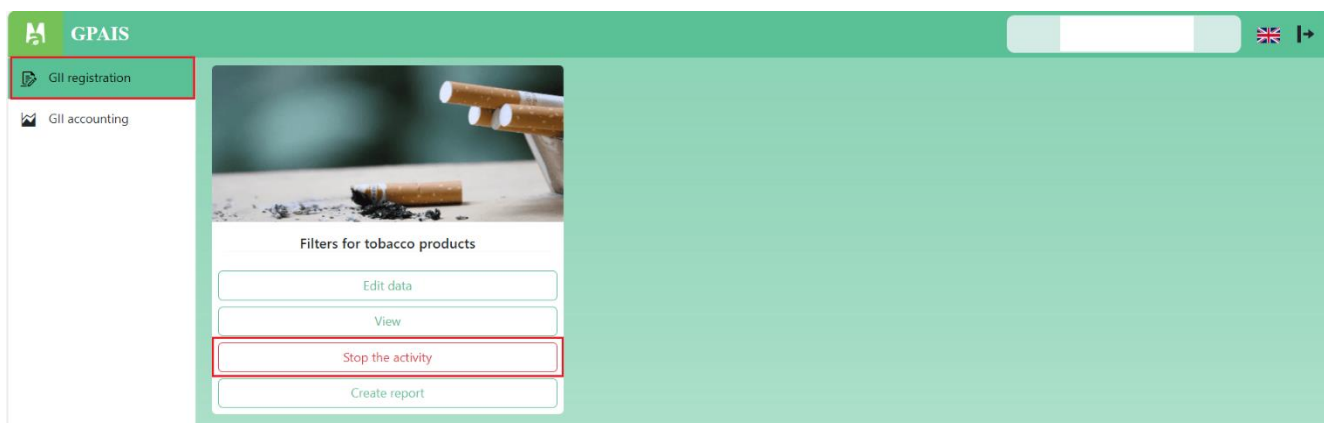 GPAIS
GII registration
GII accounting
Filters for tobacco products
Edit data
View
Stop the activity
Create report